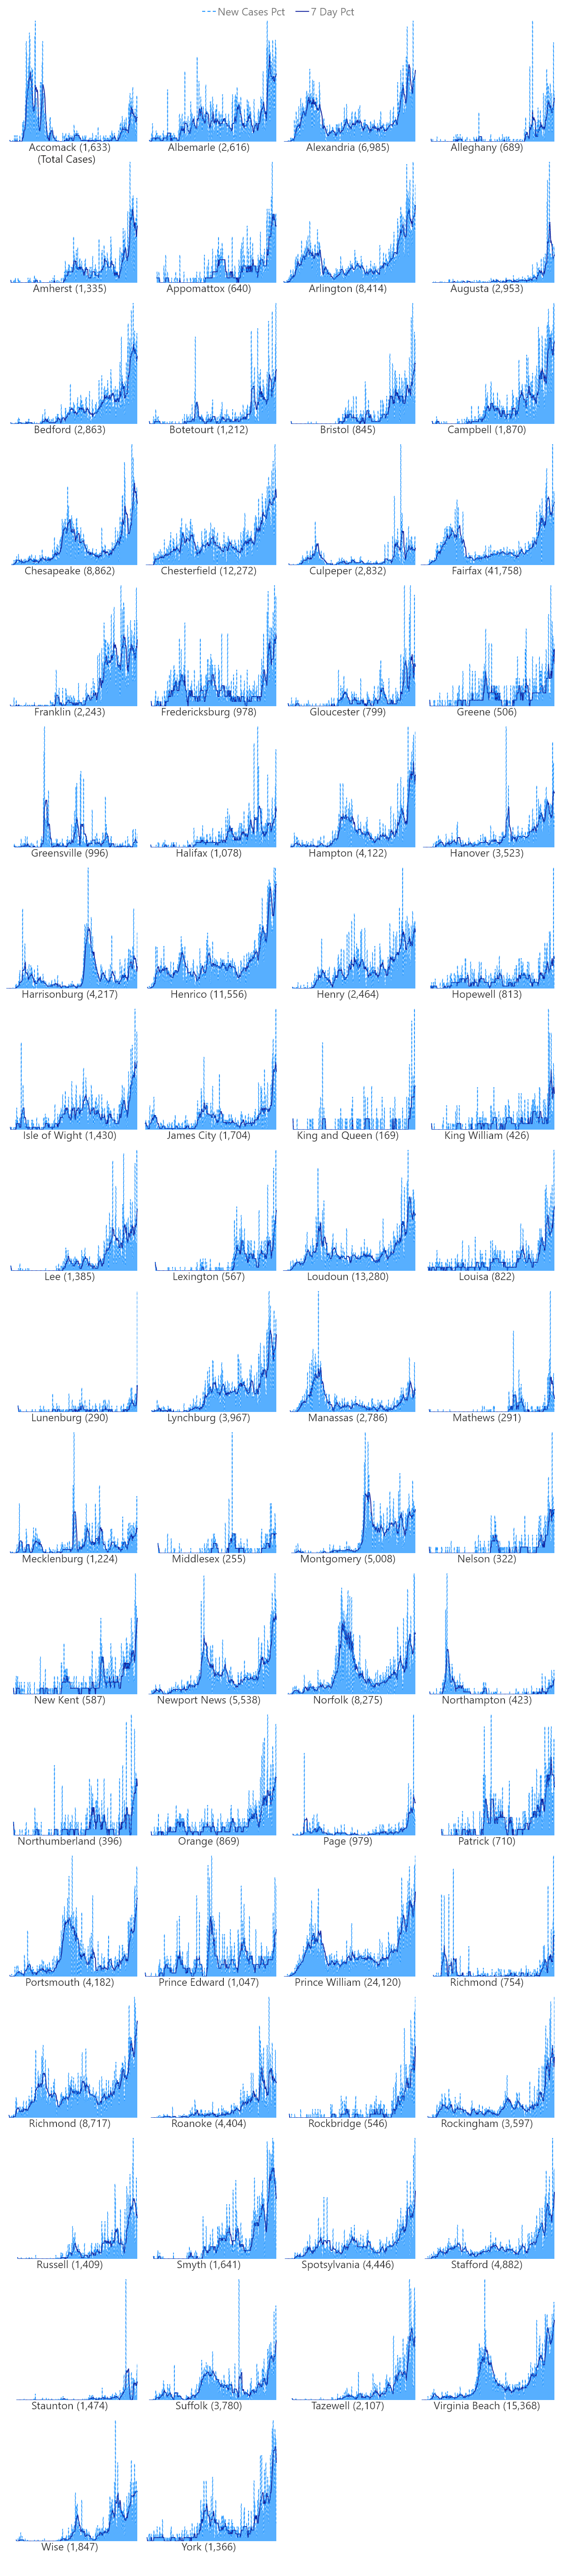 New Cases Pct 7 Day Pct
Accomack (1,633) Albemarle (2,616) Alexandria (6,985) Alleghany (689)
(Total Cases)
Amherst (1,335) Appomattox (640) Arlington (8,414) Augusta (2,953)
Bedford (2,863) Botetourt (1,212) Bristol (845) Campbell (1,870)
Chesapeake (8,862) Chesterfield (12,272) Culpeper (2,832) Fairfax (41,758)
Franklin (2,243) Fredericksburg (978) Gloucester (799) Greene (506)
Greensville (996) Halifax (1,078) Hampton (4,122) Hanover (3,523)
Harrisonburg (4,217) Henrico (11,556) Henry (2,464) Hopewell (813)
Isle of Wight (1,430) James City (1,704) King and Queen (169) King William (426)
Lee (1,385) Lexington (567) Loudoun (13,280) Louisa (822)
Lunenburg (290) Lynchburg (3,967) Manassas (2,786) Mathews (291)
Mecklenburg (1,224) Middlesex (255) Montgomery (5,008) Nelson (322)
New Kent (587) Newport News (5,538) Norfolk (8,275) Northampton (423)
Northumberland (396) Orange (869) Page (979) Patrick (710)
Portsmouth (4,182) Prince Edward (1,047) Prince William (24,120) Richmond (754)
Richmond (8,717) Roanoke (4,404) Rockbridge (546) Rockingham (3,597)
Russell (1,409) Smyth (1,641) Spotsylvania (4,446) Stafford (4,882)
Staunton (1,474) Suffolk (3,780) Tazewell (2,107) Virginia Beach (15,368)
Wise (1,847) York (1,366)